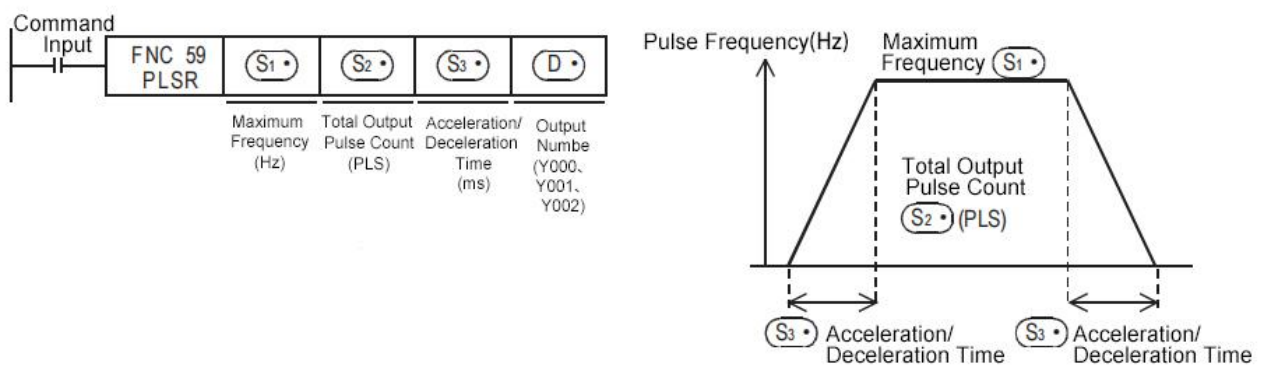 Command
Input
FNC 59
PLSR
S1 •
S2 •
S3 •
D •
Maximum
Frequency
(Hz)
Total Output
Pulse Count
(PLS)
Acceleration/
Deceleration
Time
(ms)
Output
Numbe
(Y000、
Y001、
Y002)
Pulse Frequency(Hz)
Maximum
Frequency S1 •
Total Output
Pulse Count
S2 • (PLS)
S3 • Acceleration/
Deceleration Time
S3 • Acceleration/
Deceleration Time